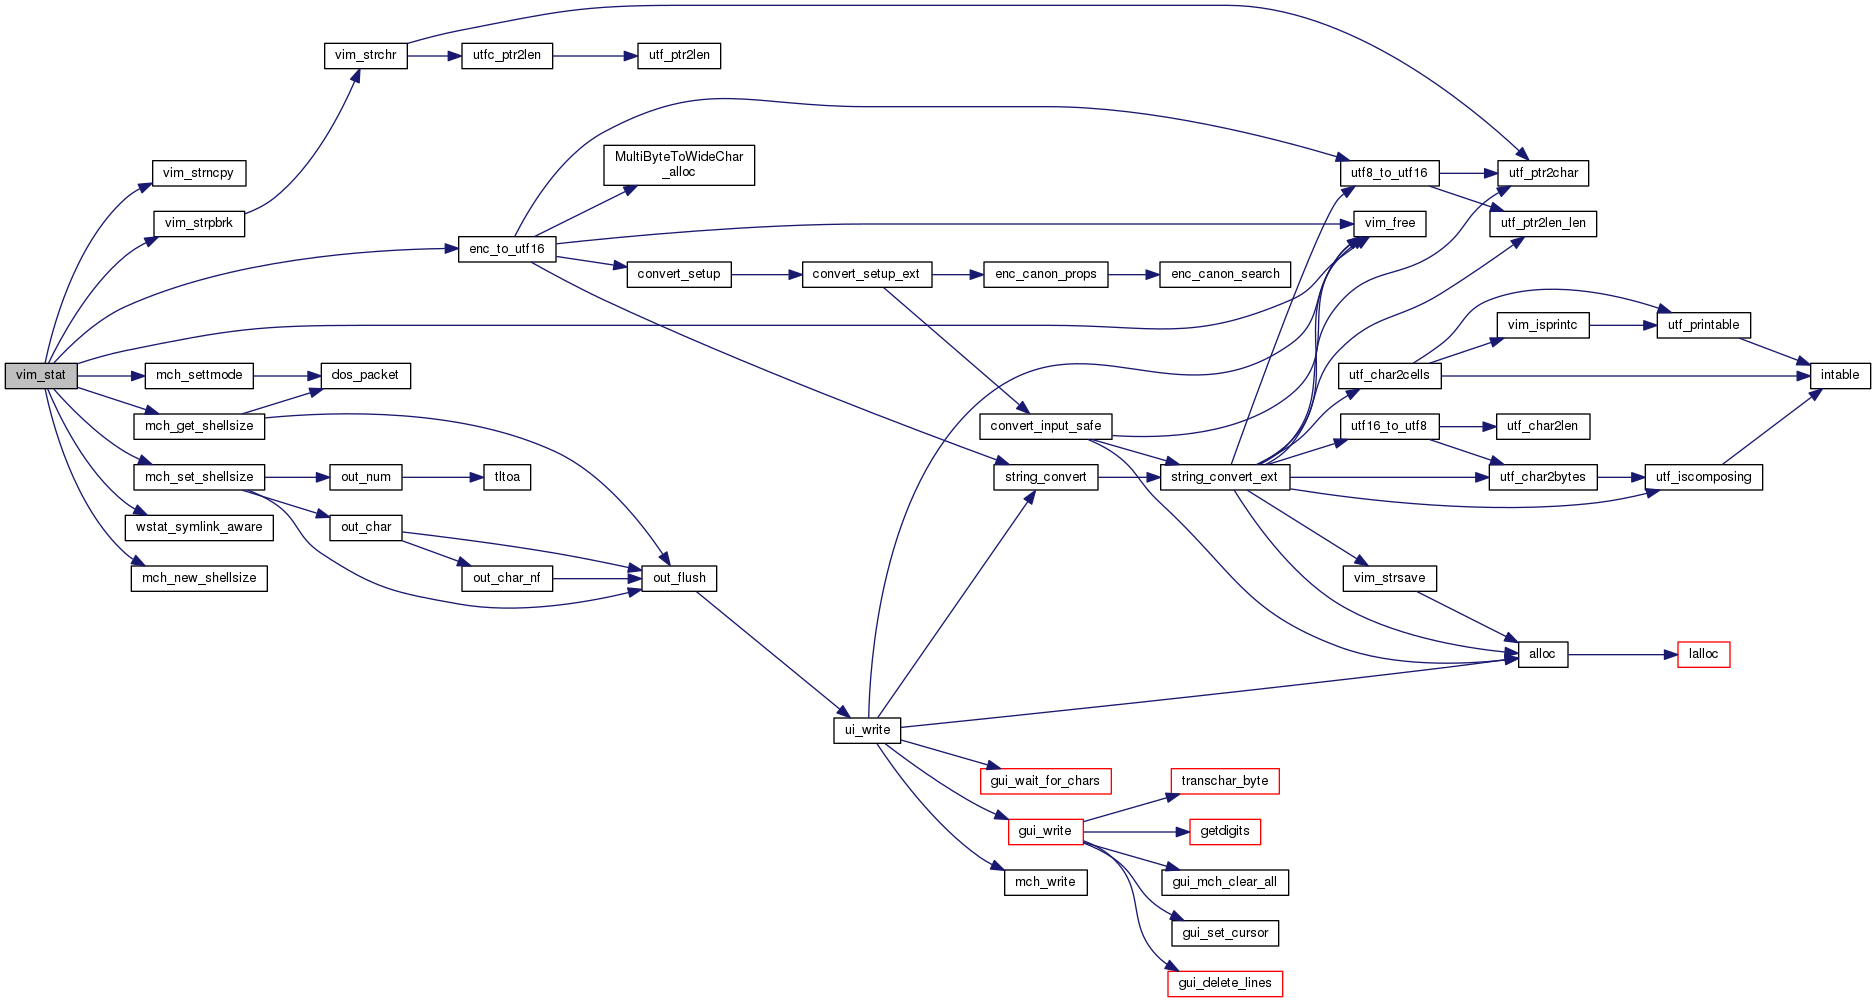 vim_strchr
utfc_ptr2len
utf_ptr2len
MultiByteToWideChar
_alloc
vim_strncpy
utf8_to_utf16
utf_ptr2char
vim_strpbrk
vim_free
utf_ptr2len_len
enc_to_utf16
convert_setup
convert_setup_ext
enc_canon_props
enc_canon_search
vim_isprintc
utf_printable
vim_stat
mch_settmode
dos_packet
utf_char2cells
intable
mch_get_shellsize
convert_input_safe
utf16_to_utf8
utf_char2len
mch_set_shellsize
out_num
tltoa
string_convert
string_convert_ext
utf_char2bytes
utf_iscomposing
wstat_symlink_aware
out_char
mch_new_shellsize
out_char_nf
out_flush
vim_strsave
alloc
lalloc
ui_write
gui_wait_for_chars
transchar_byte
gui_write
getdigits
mch_write
gui_mch_clear_all
gui_set_cursor
gui_delete_lines